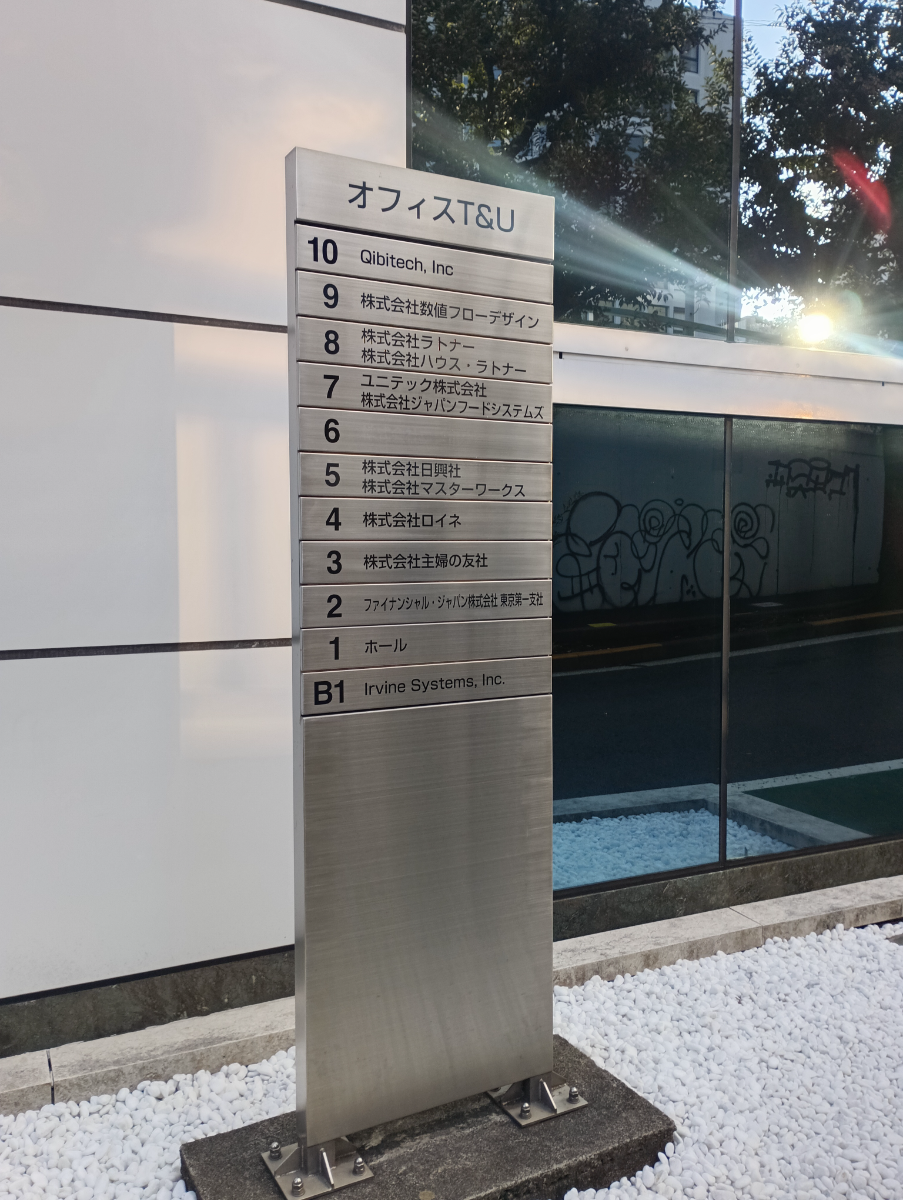 オフィスT&U
10 Qibitech, Inc
9 株式会社数値フローデザイン
8 株式会社ラトナー
株式会社ハウス・ラトナー
7 ユニテック株式会社
株式会社ジャパンフードシステムズ
6
5 株式会社日興社
株式会社マスターワークス
4 株式会社ロイネ
3 株式会社主婦の友社
2 ファイナンシャル・ジャパン株式会社 東京第一支社
1 ホール
B1 Irvine Systems, Inc.